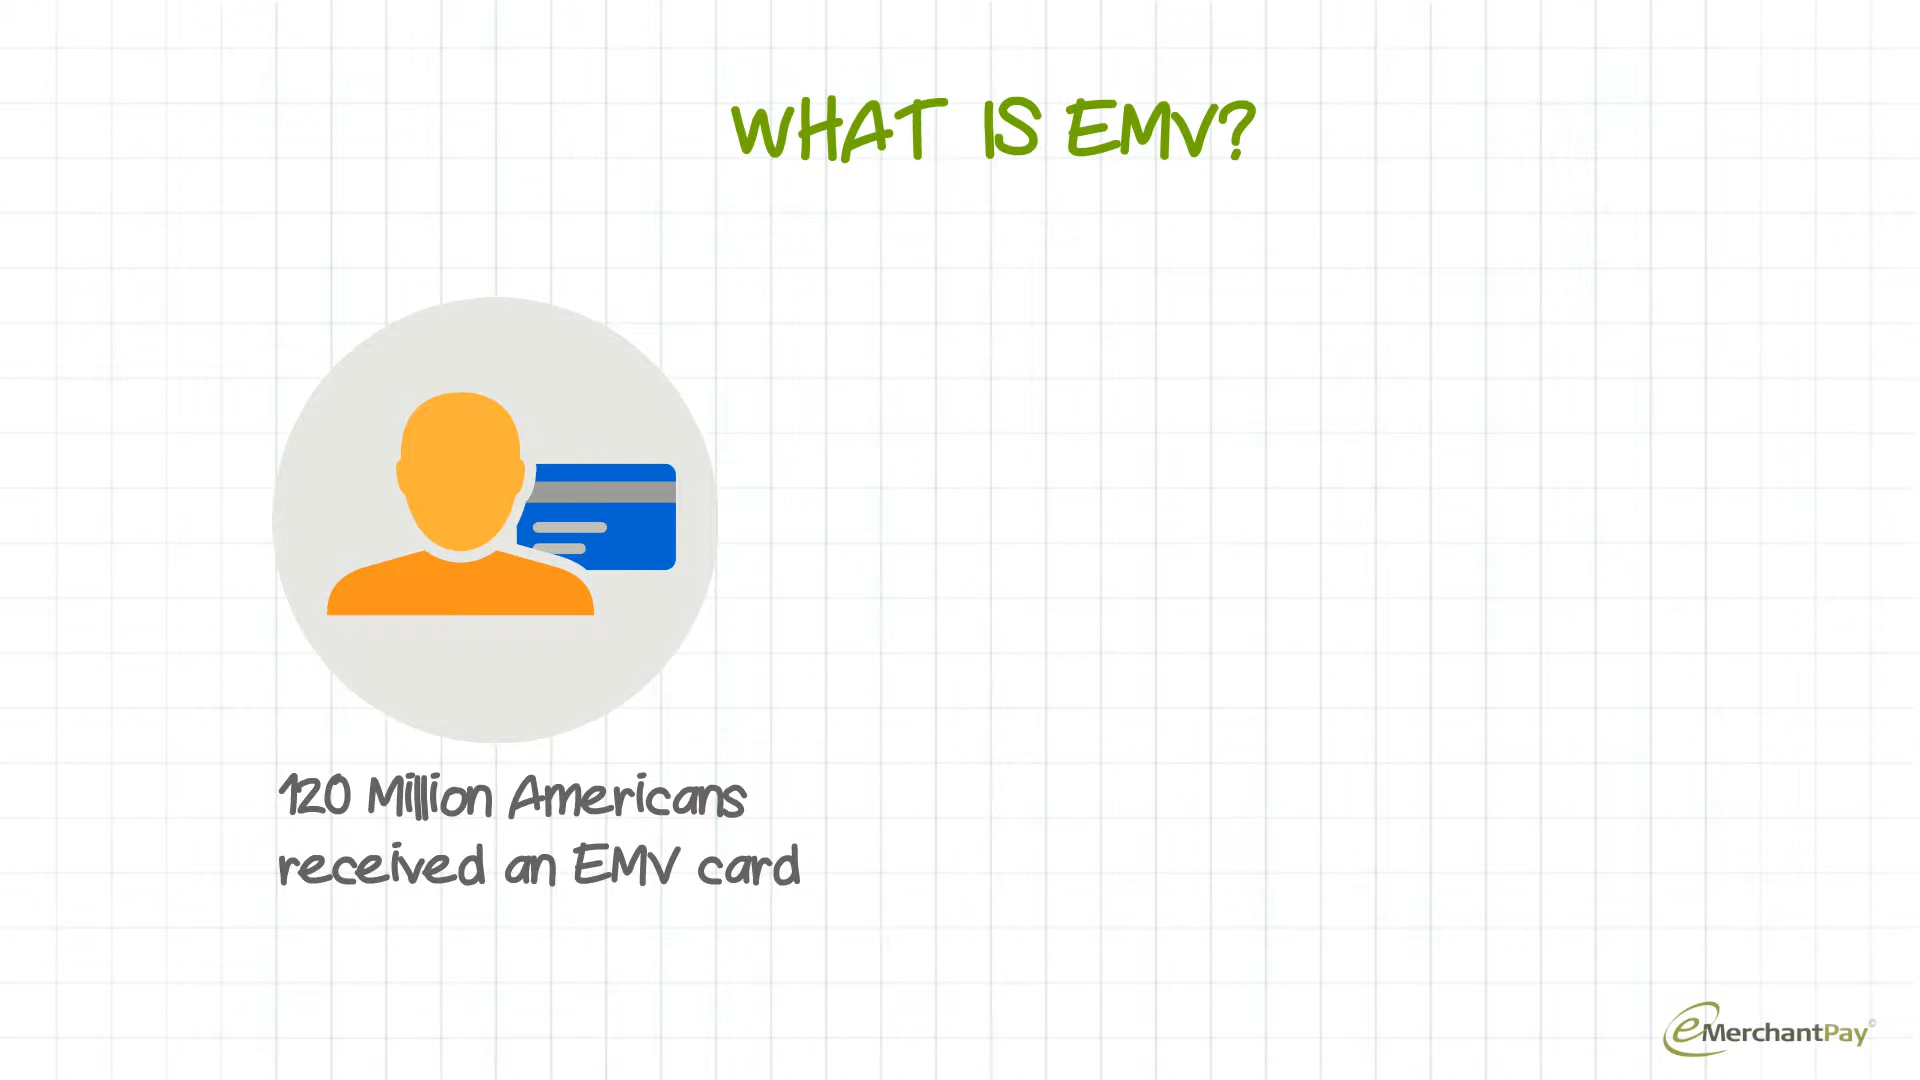 WHAT IS EMV?
120 Million Americans
received an EMV card
eMerchantPay©